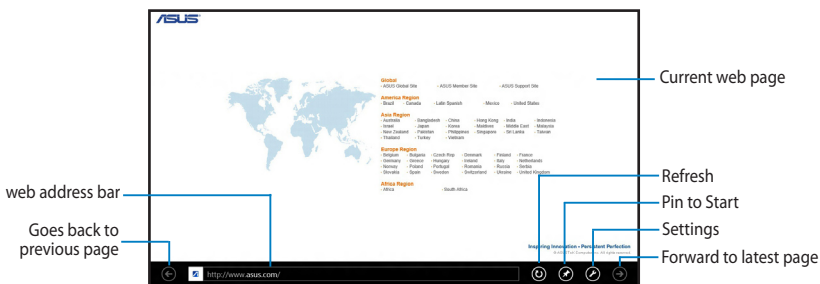 ASUS
Global
- ASUS Global Site - ASUS Member Site - ASUS Support Site
America Region
- Brazil - Canada - Latin Spanish - Mexico - United States
Asia Region
- Australia - Bangladesh - China - Hong Kong - India - Indonesia
- Israel - Japan - Korea - Maldives - Middle East - Malaysia
- New Zealand - Pakistan - Philippines - Singapore - Sri Lanka - Taiwan
- Thailand - Turkey - Vietnam
Europe Region
- Belgium - Bulgaria - Czech Rep - Denmark - Finland - France
- Germany - Greece - Hungary - Ireland - Italy - Netherlands
- Norway - Poland - Portugal - Romania - Russia - Serbia
- Slovakia - Spain - Sweden - Switzerland - Ukraine - United Kingdom
Africa Region
- Africa - South Africa
Inspiring Innovation • Persistent Perfection
All rights reserved.
http://www.asus.com/
Current web page
web address bar
Goes back to
previous page
Refresh
Pin to Start
Settings
Forward to latest page